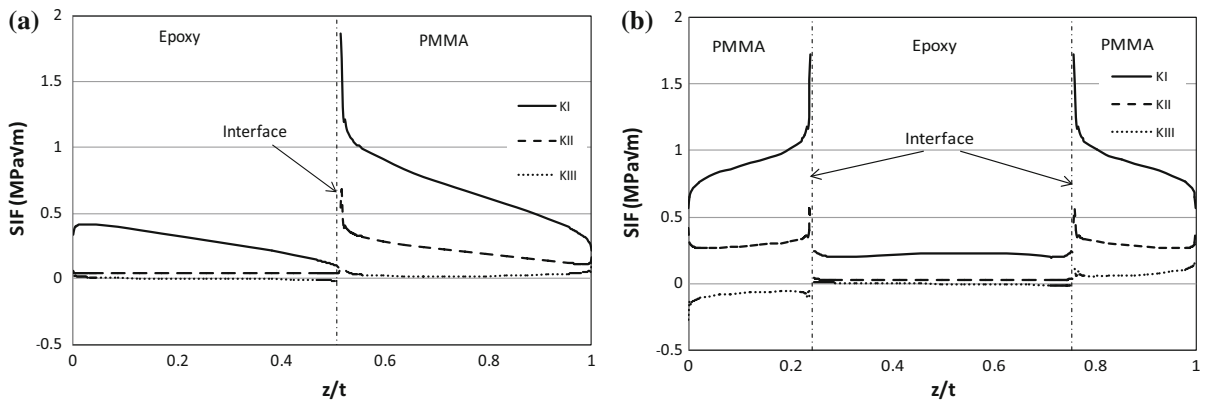 (a)
2
1.5
1
0.5
0
-0.5
SIF (MPa√m)
Epoxy
PMMA
Interface
KI
KII
KIII
0
0.2
0.4
0.6
0.8
1
z/t
(b)
2
1.5
1
0.5
0
-0.5
SIF (MPa√m)
PMMA
Epoxy
PMMA
KI
KII
KIII
Interface
0
0.2
0.4
0.6
0.8
1
z/t